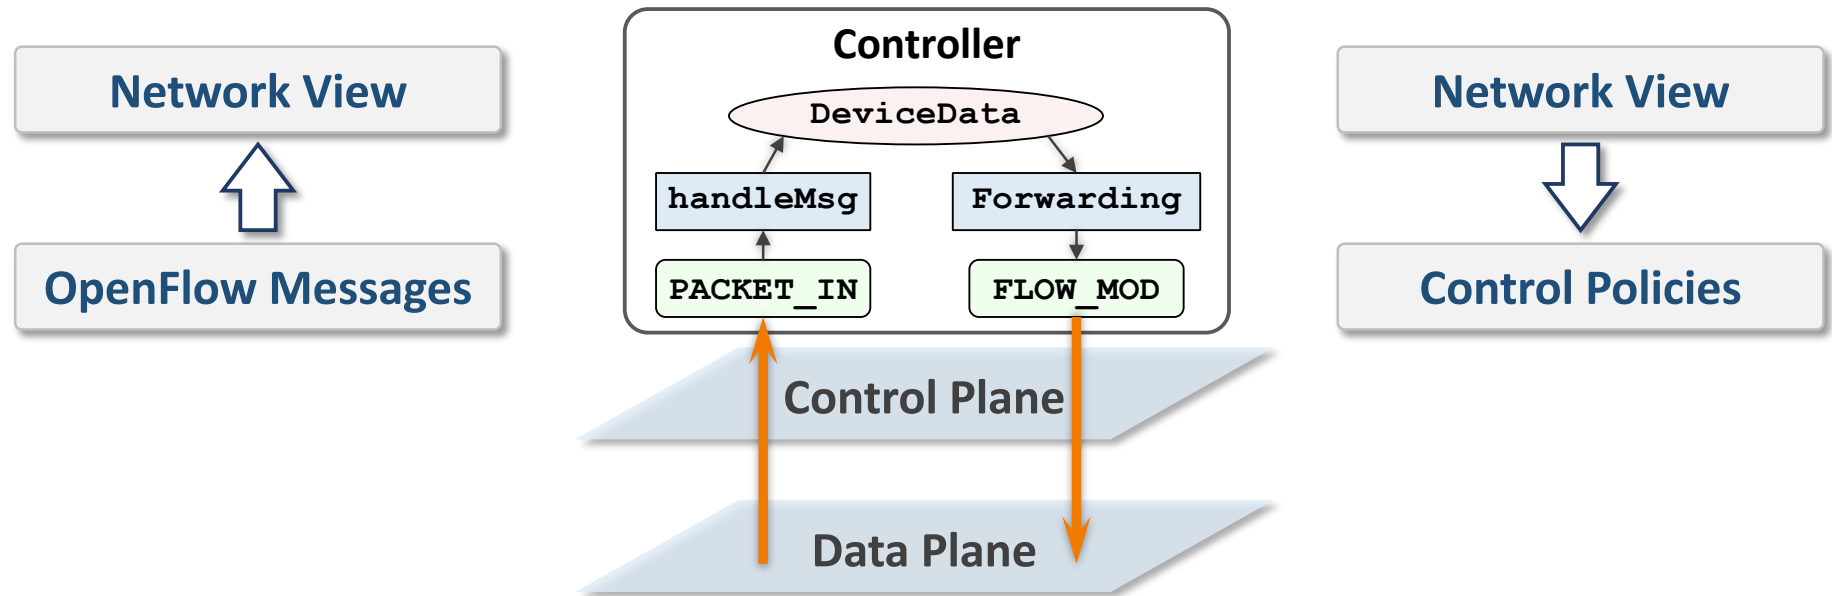 Network View
OpenFlow Messages
Controller
DeviceData
handleMsg
Forwarding
PACKET_IN
FLOW_MOD
Control Plane
Data Plane
Network View
Control Policies